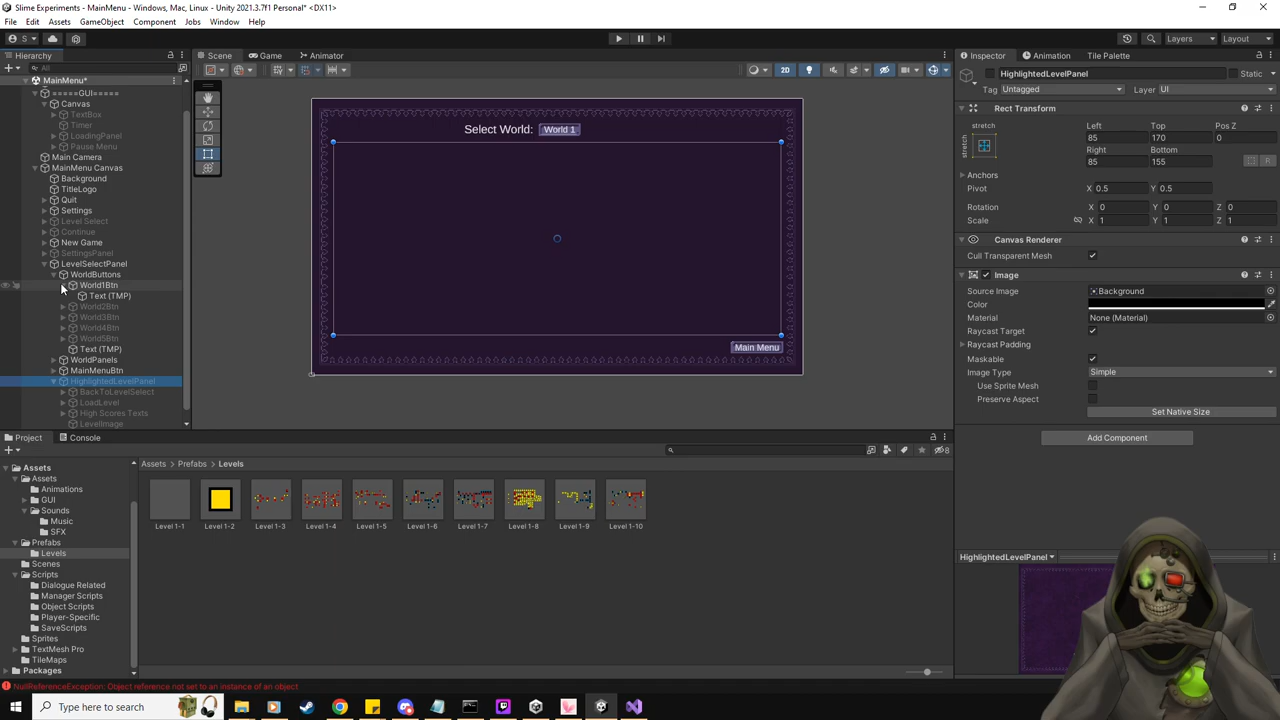 Slime Experiments - MainMenu - Windows, Mac, Linux - Unity 2021.3.7f1 Personal* <DX11>
File Edit Assets GameObject Component Jobs Window Help
S Layers Layout
Hierarchy Scene Game Animator Inspector Animation Tile Palette
All
MainMenu*
=====GUI=====
Canvas
TextBox
Timer
LoadingPanel
Pause Menu
Main Camera
MainMenu Canvas
Background
TitleLogo
Quit
Settings
Level Select
Continue
New Game
SettingsPanel
LevelSelectPanel
WorldButtons
World1Btn
Text (TMP)
World2Btn
World3Btn
World4Btn
World5Btn
Text (TMP)
WorldPanels
MainMenuBtn
HighlightedLevelPanel
BackToLevelSelect
LoadLevel
High Scores Texts
LevelImage
2D
Select World: World 1
Main Menu
HighlightedLevelPanel Static
Tag Untagged Layer UI
Rect Transform
stretch Left Top Pos Z
stretch 85 170 0
Right Bottom
85 155 R
Anchors
Pivot X 0.5 Y 0.5
Rotation X 0 Y 0 Z 0
Scale X 1 Y 1 Z 1
Canvas Renderer
Cull Transparent Mesh
Image
Source Image Background
Color
Material None (Material)
Raycast Target
Raycast Padding
Maskable
Image Type Simple
Use Sprite Mesh
Preserve Aspect
Set Native Size
Add Component
HighlightedLevelPanel
Project Console
8
Assets
Assets
Animations
GUI
Sounds
Music
SFX
Prefabs
Levels
Scenes
Scripts
Dialogue Related
Manager Scripts
Object Scripts
Player-Specific
SaveScripts
Sprites
TextMesh Pro
TileMaps
Packages
Assets > Prefabs > Levels
Level 1-1 Level 1-2 Level 1-3 Level 1-4 Level 1-5 Level 1-6 Level 1-7 Level 1-8 Level 1-9 Level 1-10
NullReferenceException: Object reference not set to an instance of an object
Type here to search